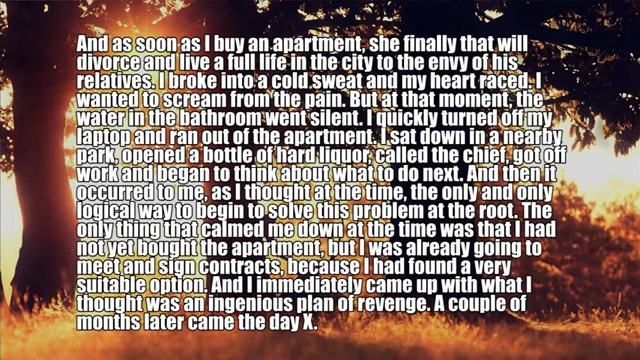 And as soon as I buy an apartment, she finally that will
divorce and live a full life in the city to the envy of his
relatives. I broke into a cold sweat and my heart raced. I
wanted to scream from the pain. But at that moment, the
water in the bathroom went silent. I quickly turned off my
laptop and ran out of the apartment. I sat down in a nearby
park, opened a bottle of hard liquor, called the chief, got off
work and began to think about what to do next. And then it
occurred to me, as I thought at the time, the only and only
logical way to begin to solve this problem at the root. The
only thing that calmed me down at the time was that I had
not yet bought the apartment, but I was already going to
meet and sign contracts, because I had found a very
suitable option. And I immediately came up with what I
thought was an ingenious plan of revenge. A couple of
months later came the day X.